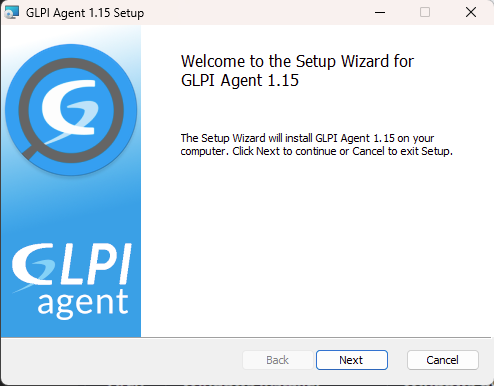 GLPI Agent 1.15 Setup
Welcome to the Setup Wizard for
GLPI Agent 1.15
The Setup Wizard will install GLPI Agent 1.15 on your
computer. Click Next to continue or Cancel to exit Setup.
GLPI
agent
Back
Next
Cancel